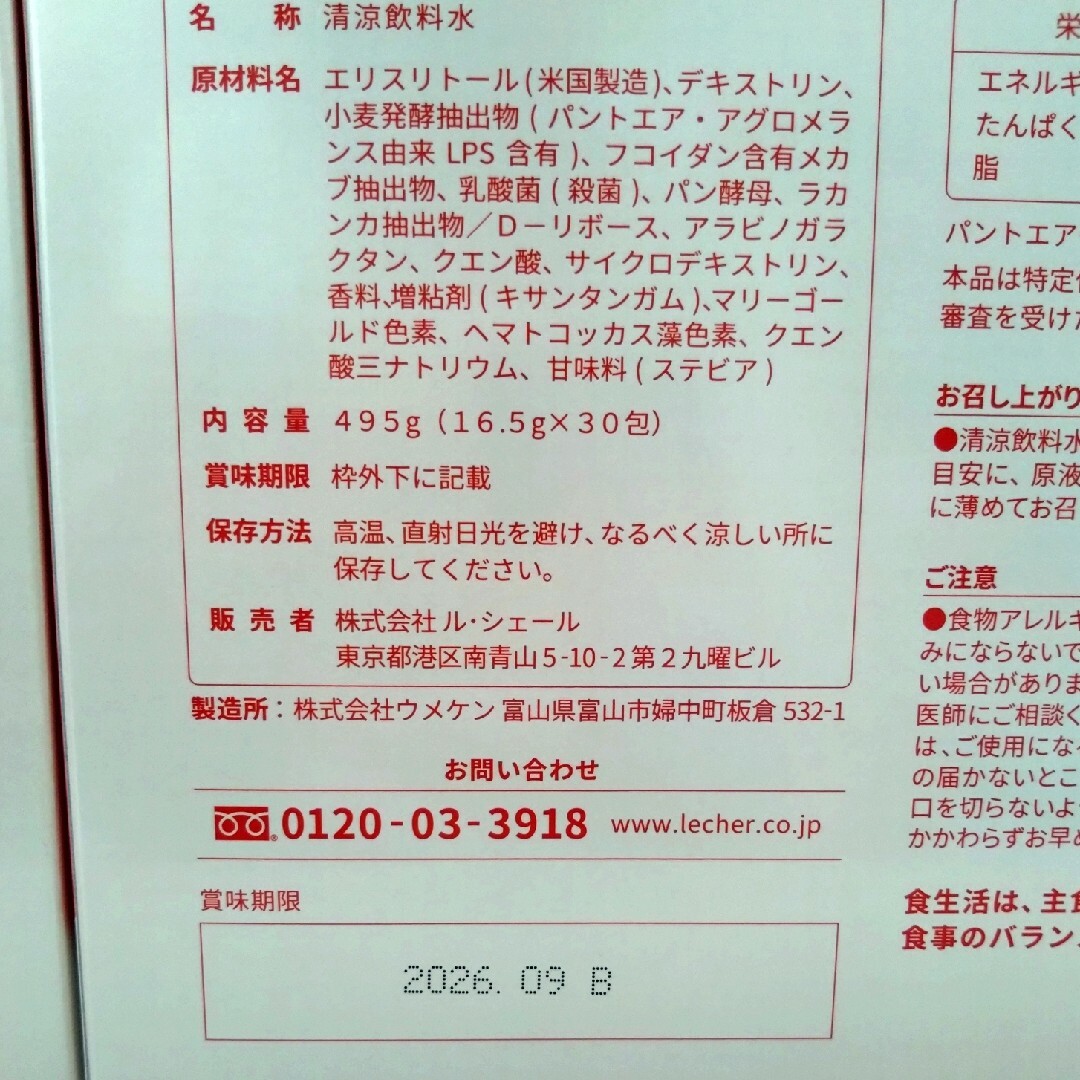 名称 清涼飲料水
原材料名 エリスリトール(米国製造)、デキストリン、
小麦発酵抽出物(パントエア・アグロメラ
ンス由来 LPS 含有)、フコイダン含有メカ
ブ抽出物、乳酸菌(殺菌)、パン酵母、ラカ
ンカ抽出物／D－リボース、アラビノガラ
クタン、クエン酸、サイクロデキストリン、
香料、増粘剤(キサンタンガム)、マリーゴー
ルド色素、ヘマトコッカス藻色素、クエン
酸三ナトリウム、甘味料(ステビア)
内容量 495g（16.5g×30包）
賞味期限 枠外下に記載
保存方法 高温、直射日光を避け、なるべく涼しい所に
保存してください。
販売者 株式会社 ル・シェール
東京都港区南青山5-10-2第2九曜ビル
製造所：株式会社ウメケン 富山県富山市婦中町板倉 532-1
お問い合わせ
0120-03-3918 www.lecher.co.jp
賞味期限
2026. 09 B
栄
エネルギ
たんぱく
脂
パントエア
本品は特定
審査を受け
お召し上がり
●清涼飲料水
目安に、原液
に薄めてお召
ご注意
●食物アレルギ
みにならないで
い場合がありま
医師にご相談く
は、ご使用にな
の届かないとこ
口を切らないよ
かかわらずお早め
食生活は、主食
食事のバラン